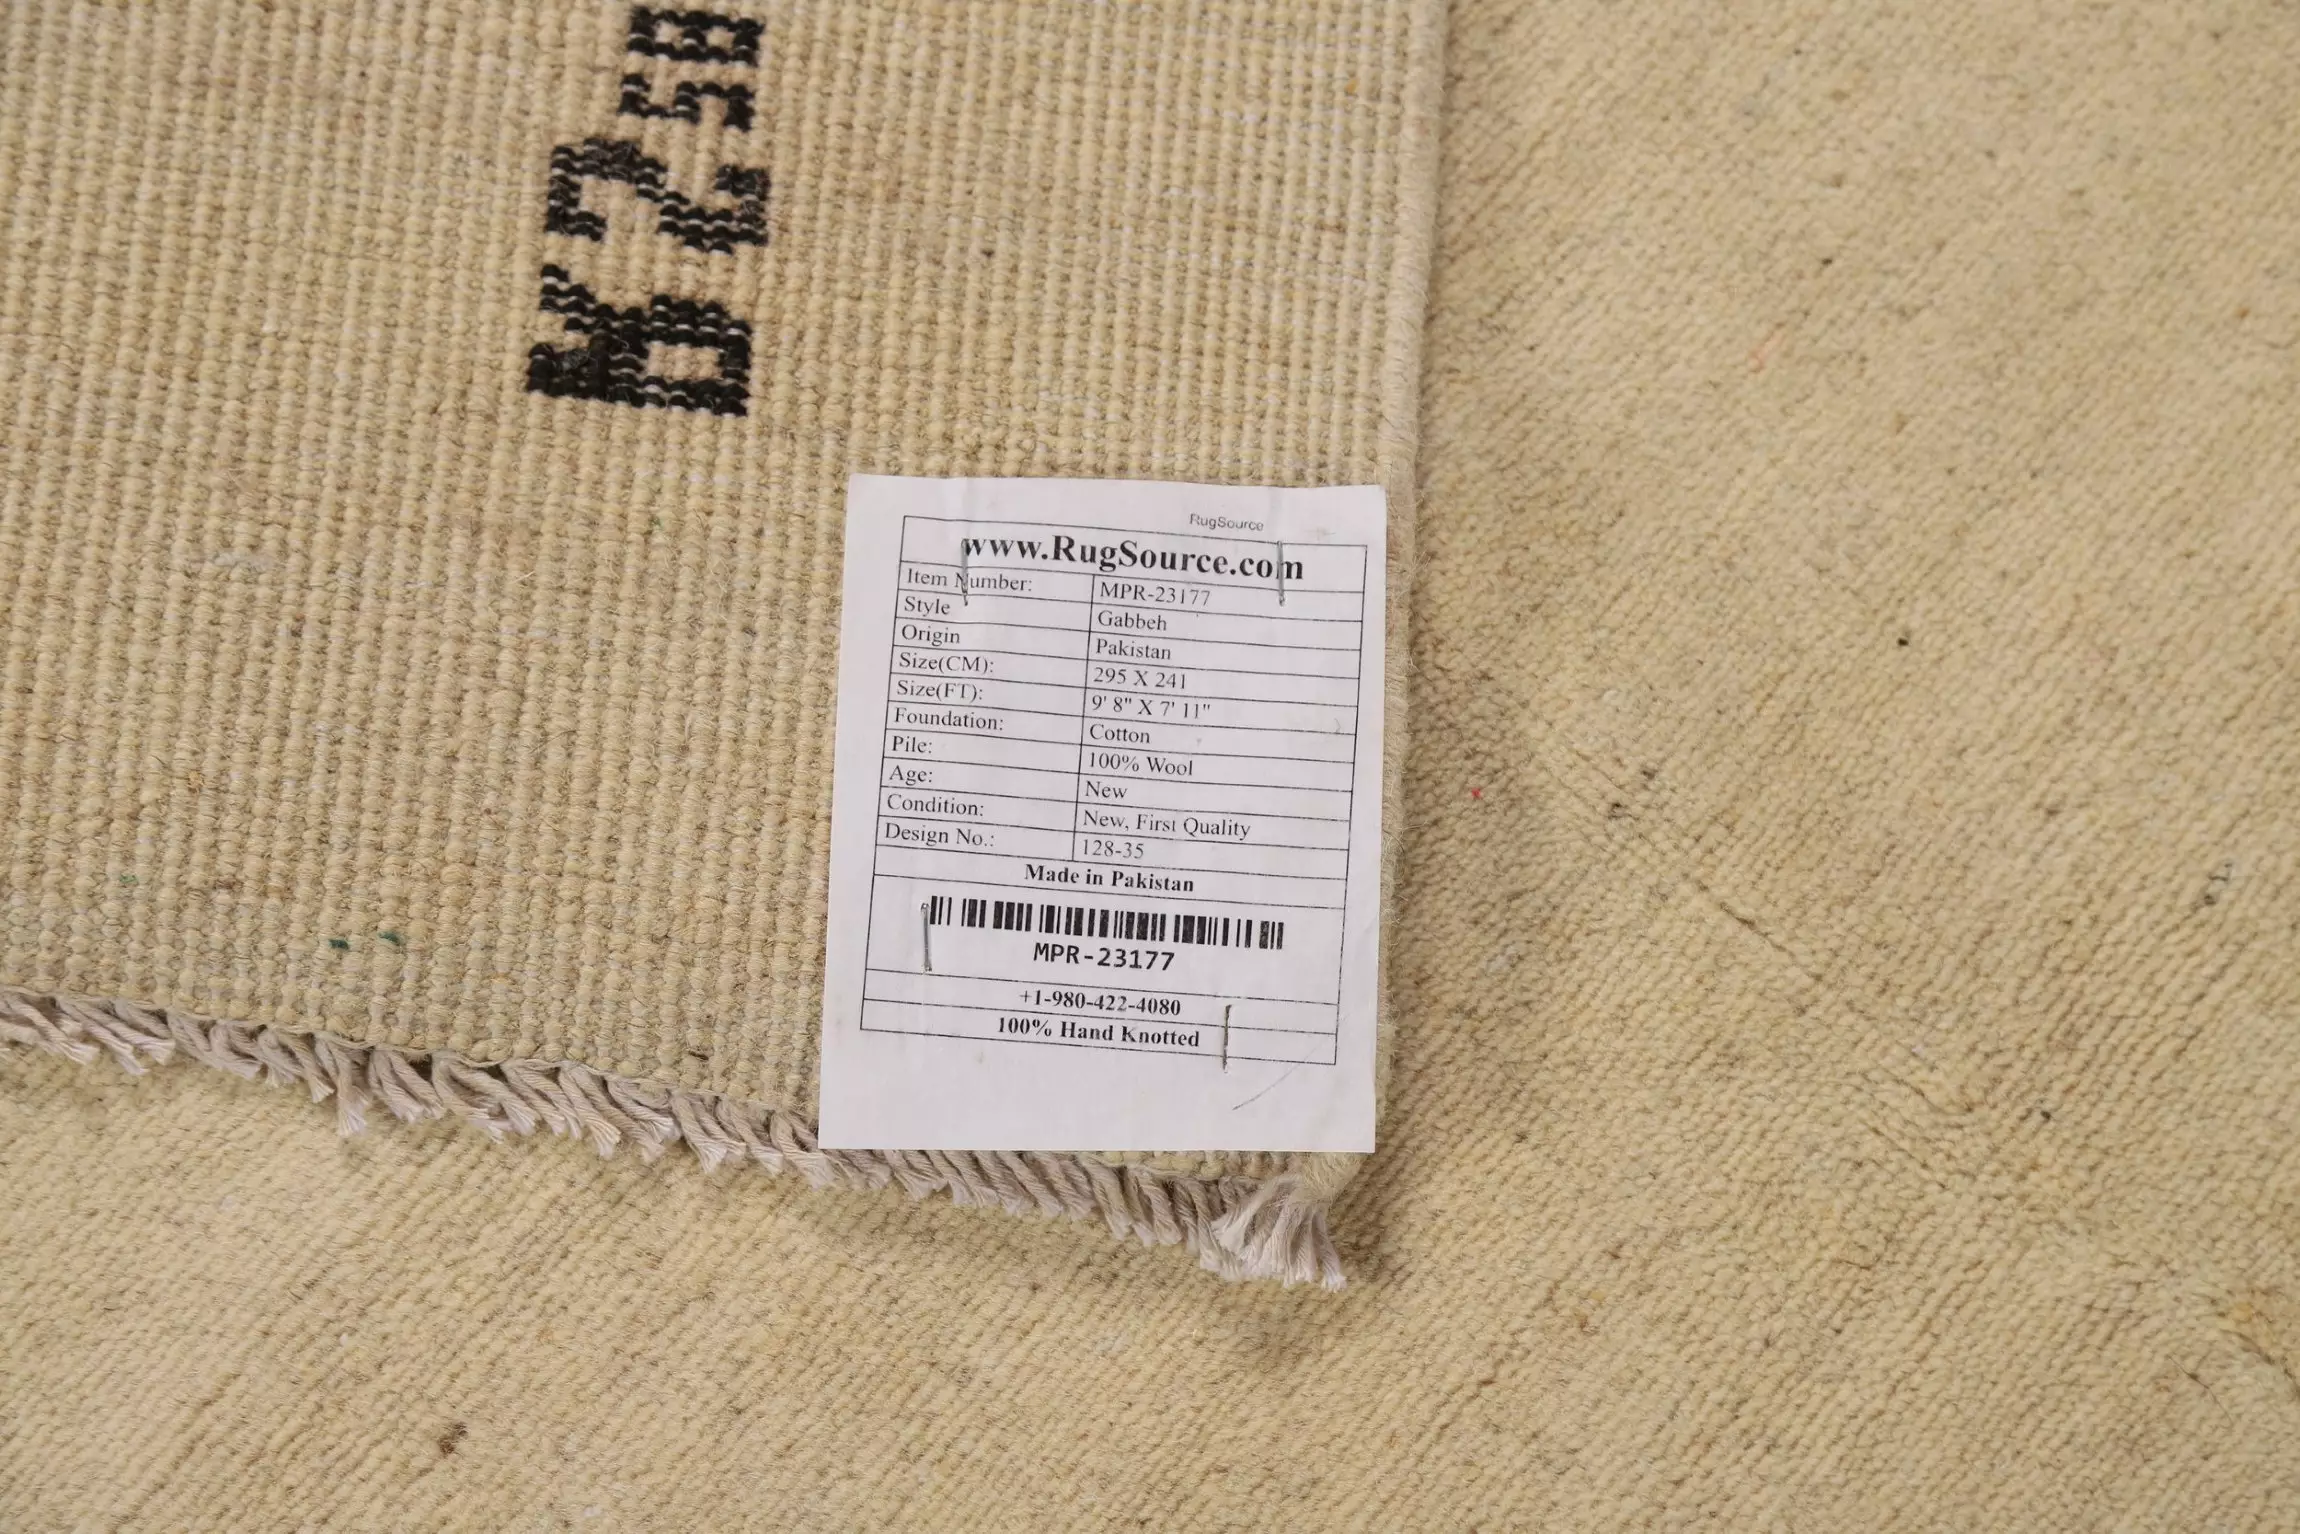 RugSource
www.RugSource.com
Item Number: MPR-23177
Style Gabbeh
Origin Pakistan
Size(CM): 295 X 241
Size(FT): 9' 8" X 7' 11"
Foundation: Cotton
Pile: 100% Wool
Age: New
Condition: New, First Quality
Design No.: 128-35
Made in Pakistan
MPR-23177
+1-980-422-4080
100% Hand Knotted